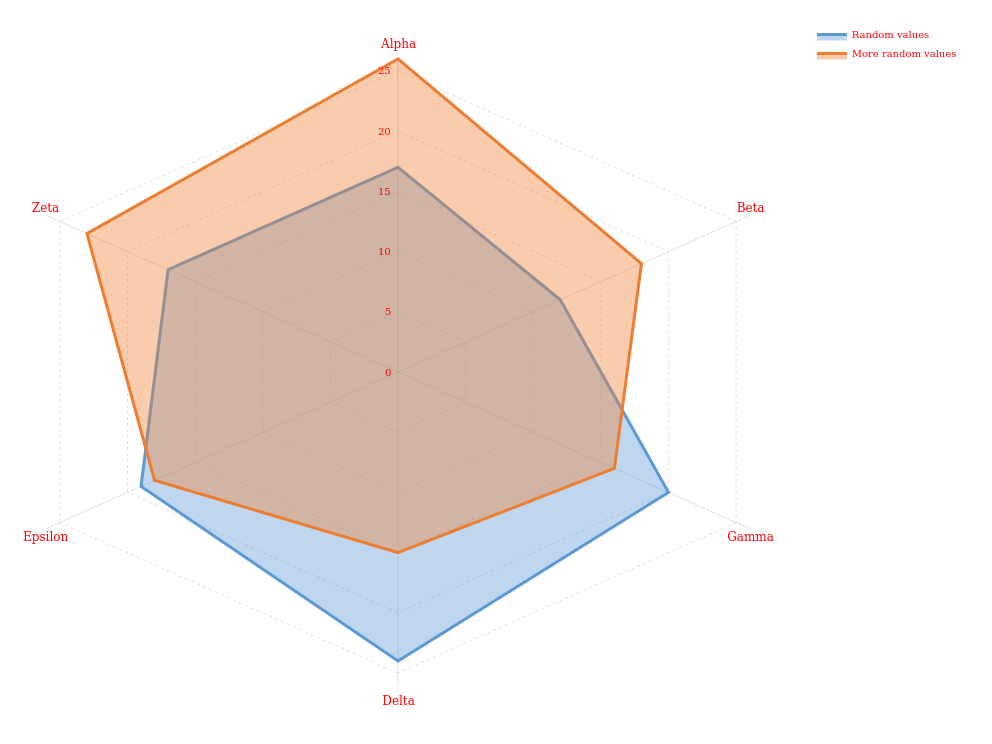 Random values
More random values
Alpha
25
20
15
10
5
0
Zeta
Beta
Epsilon
Gamma
Delta